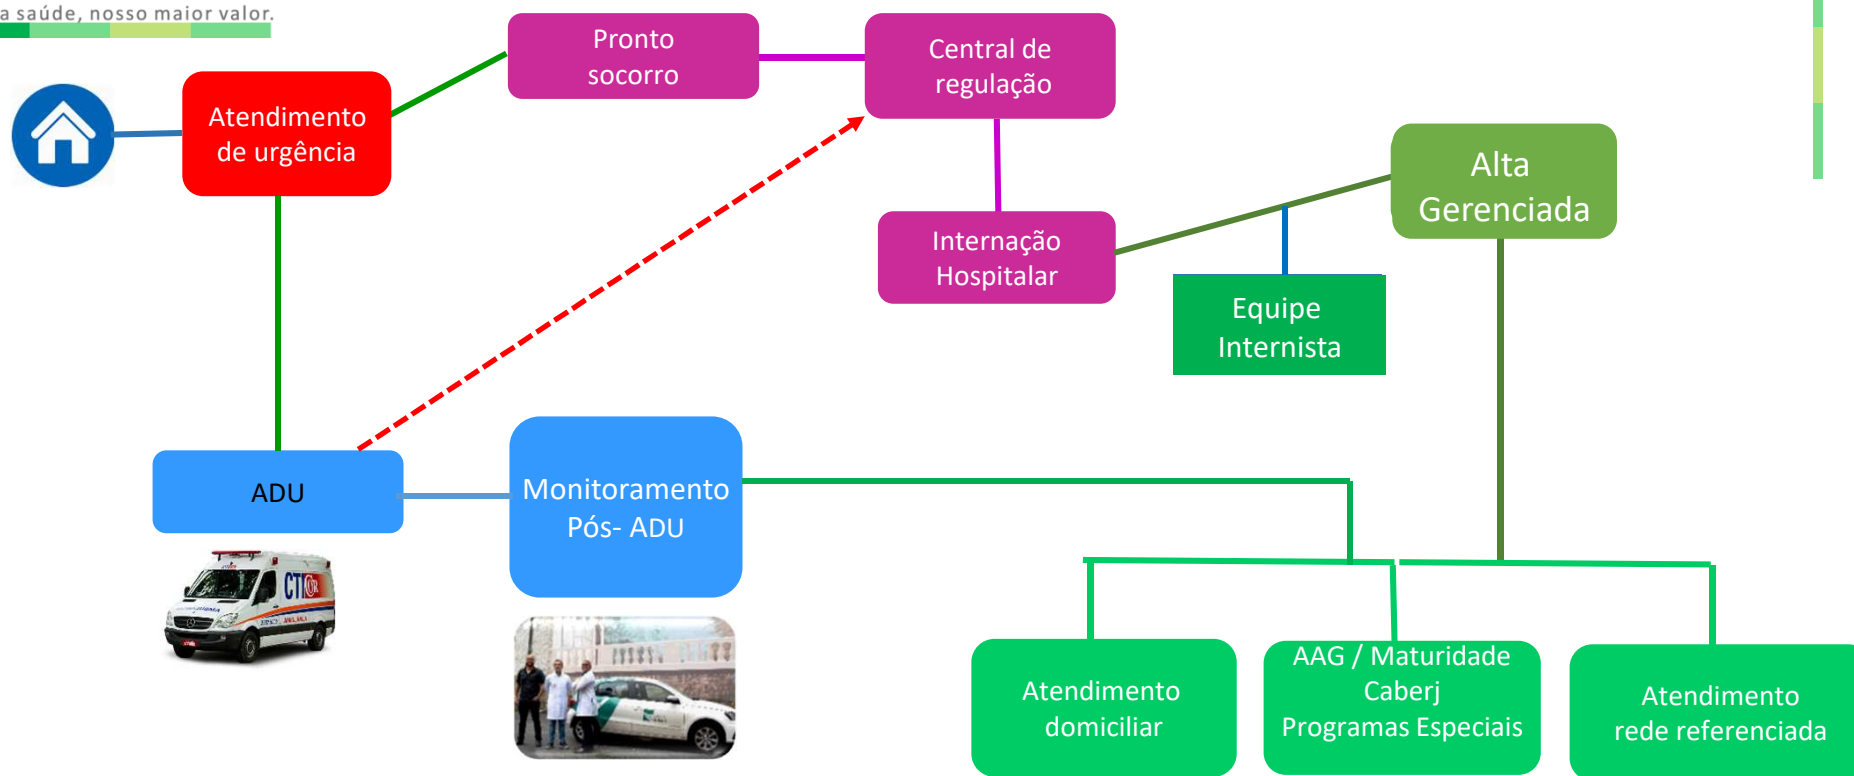 a saúde, nosso maior valor.
Pronto
socorro
Central de
regulação
Atendimento
de urgência
Alta
Gerenciada
Internação
Hospitalar
Equipe
Internista
ADU
Monitoramento
Pós- ADU
CTI
AAG / Maturidade
Caberj
Programas Especiais
Atendimento
domiciliar
Atendimento
rede referenciada